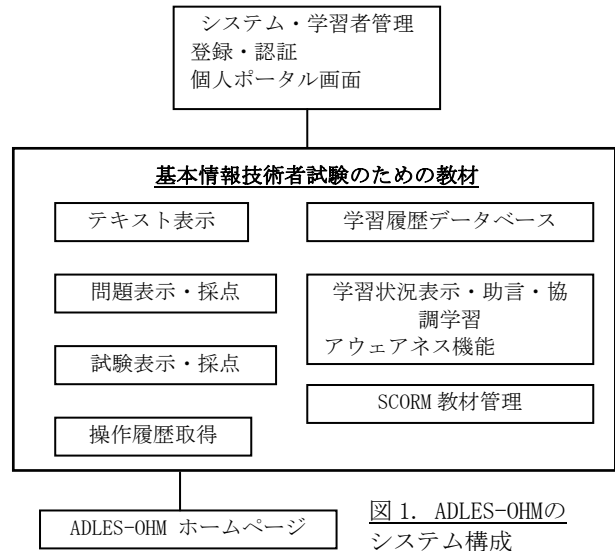 システム・学習者管理
登録・認証
個人ポータル画面
基本情報技術者試験のための教材
テキスト表示
学習履歴データベース
問題表示・採点
学習状況表示・助言・協
調学習
アウェアネス機能
試験表示・採点
SCORM 教材管理
操作履歴取得
ADLES-OHM ホームページ
図 1. ADLES-OHMの
システム構成